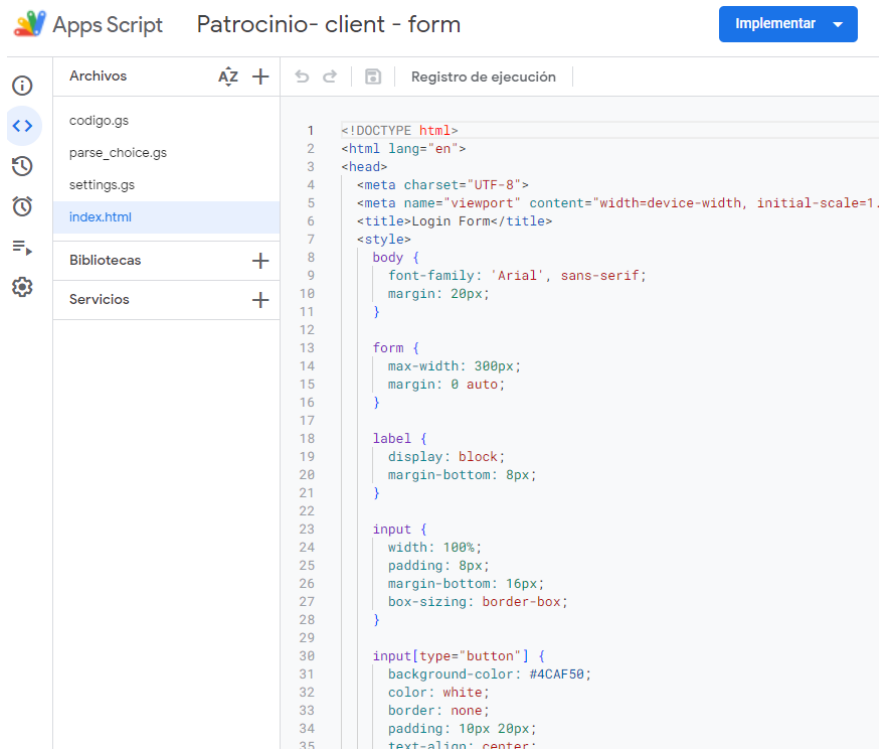 Apps Script Patrocinio- client - form Implementar
Archivos AZ
codigo.gs
parse_choice.gs
settings.gs
index.html
Bibliotecas
Servicios
Registro de ejecución
1 <!DOCTYPE html>
2 <html lang="en">
3 <head>
4 <meta charset="UTF-8">
5 <meta name="viewport" content="width=device-width, initial-scale=1.
6 <title>Login Form</title>
7 <style>
8 body {
9 font-family: 'Arial', sans-serif;
10 margin: 20px;
11 }
12
13 form {
14 max-width: 300px;
15 margin: 0 auto;
16 }
17
18 label {
19 display: block;
20 margin-bottom: 8px;
21 }
22
23 input {
24 width: 100%;
25 padding: 8px;
26 margin-bottom: 16px;
27 box-sizing: border-box;
28 }
29
30 input[type="button"] {
31 background-color: #4CAF50;
32 color: white;
33 border: none;
34 padding: 10px 20px;
35 text-align: center;